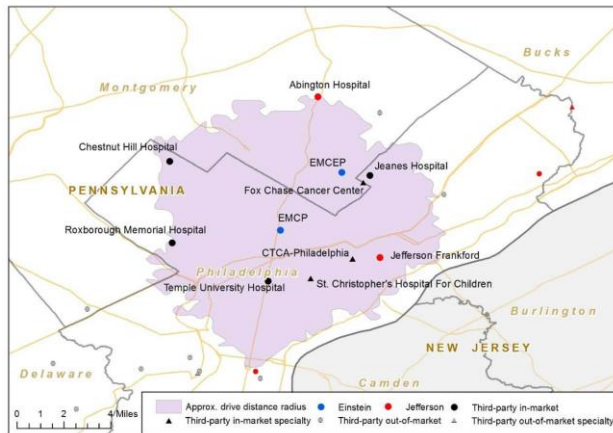 Bucks
Montgomery
Abington Hospital
Chestnut Hill Hospital
EMCEP
Jeanes Hospital
Fox Chase Cancer Center
PENNSYLVANIA
EMCP
Roxborough Memorial Hospital
CTCA-Philadelphia
Jefferson Frankford
Philadelphia
Temple University Hospital
St. Christopher's Hospital For Children
Burlington
NEW JERSEY
Delaware
Camden
0 2 4 Miles
Approx. drive distance radius Einstein Jefferson Third-party in-market
Third-party in-market specialty Third-party out-of-market Third-party out-of-market specialty